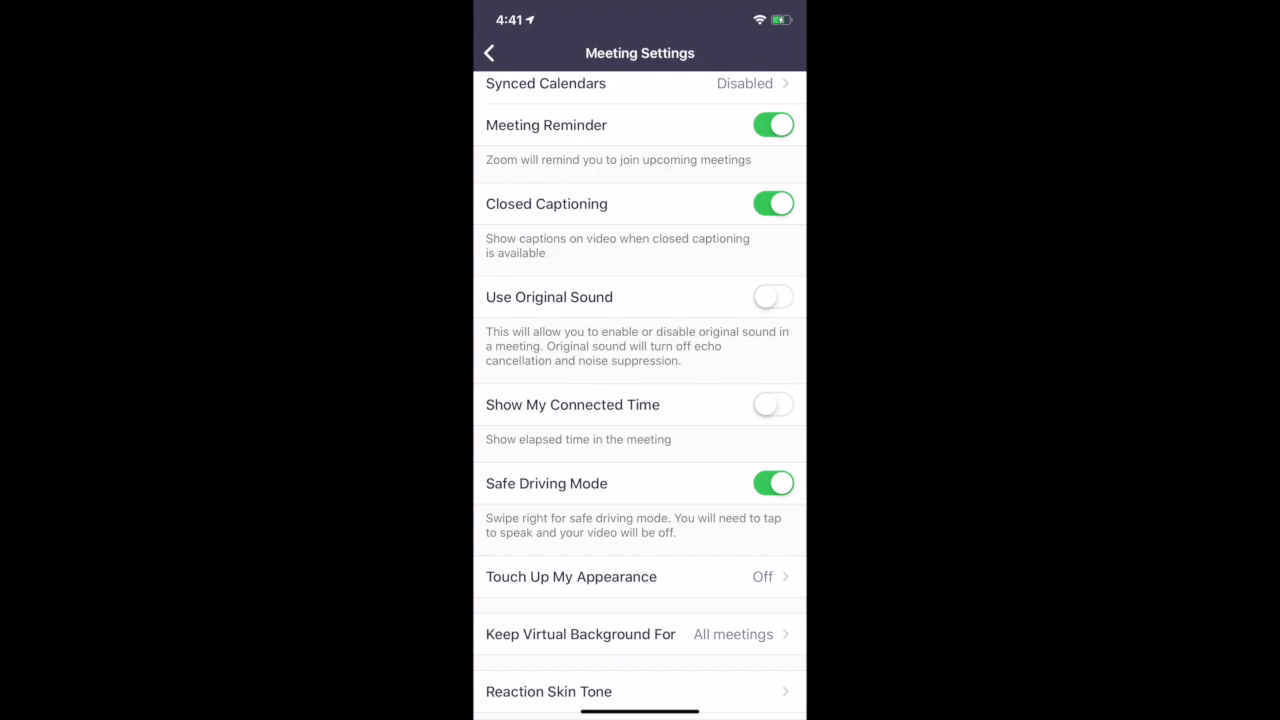 4:41
Meeting Settings
Synced Calendars Disabled
Meeting Reminder
Zoom will remind you to join upcoming meetings
Closed Captioning
Show captions on video when closed captioning
is available
Use Original Sound
This will allow you to enable or disable original sound in
a meeting. Original sound will turn off echo
cancellation and noise suppression.
Show My Connected Time
Show elapsed time in the meeting
Safe Driving Mode
Swipe right for safe driving mode. You will need to tap
to speak and your video will be off.
Touch Up My Appearance Off
Keep Virtual Background For All meetings
Reaction Skin Tone